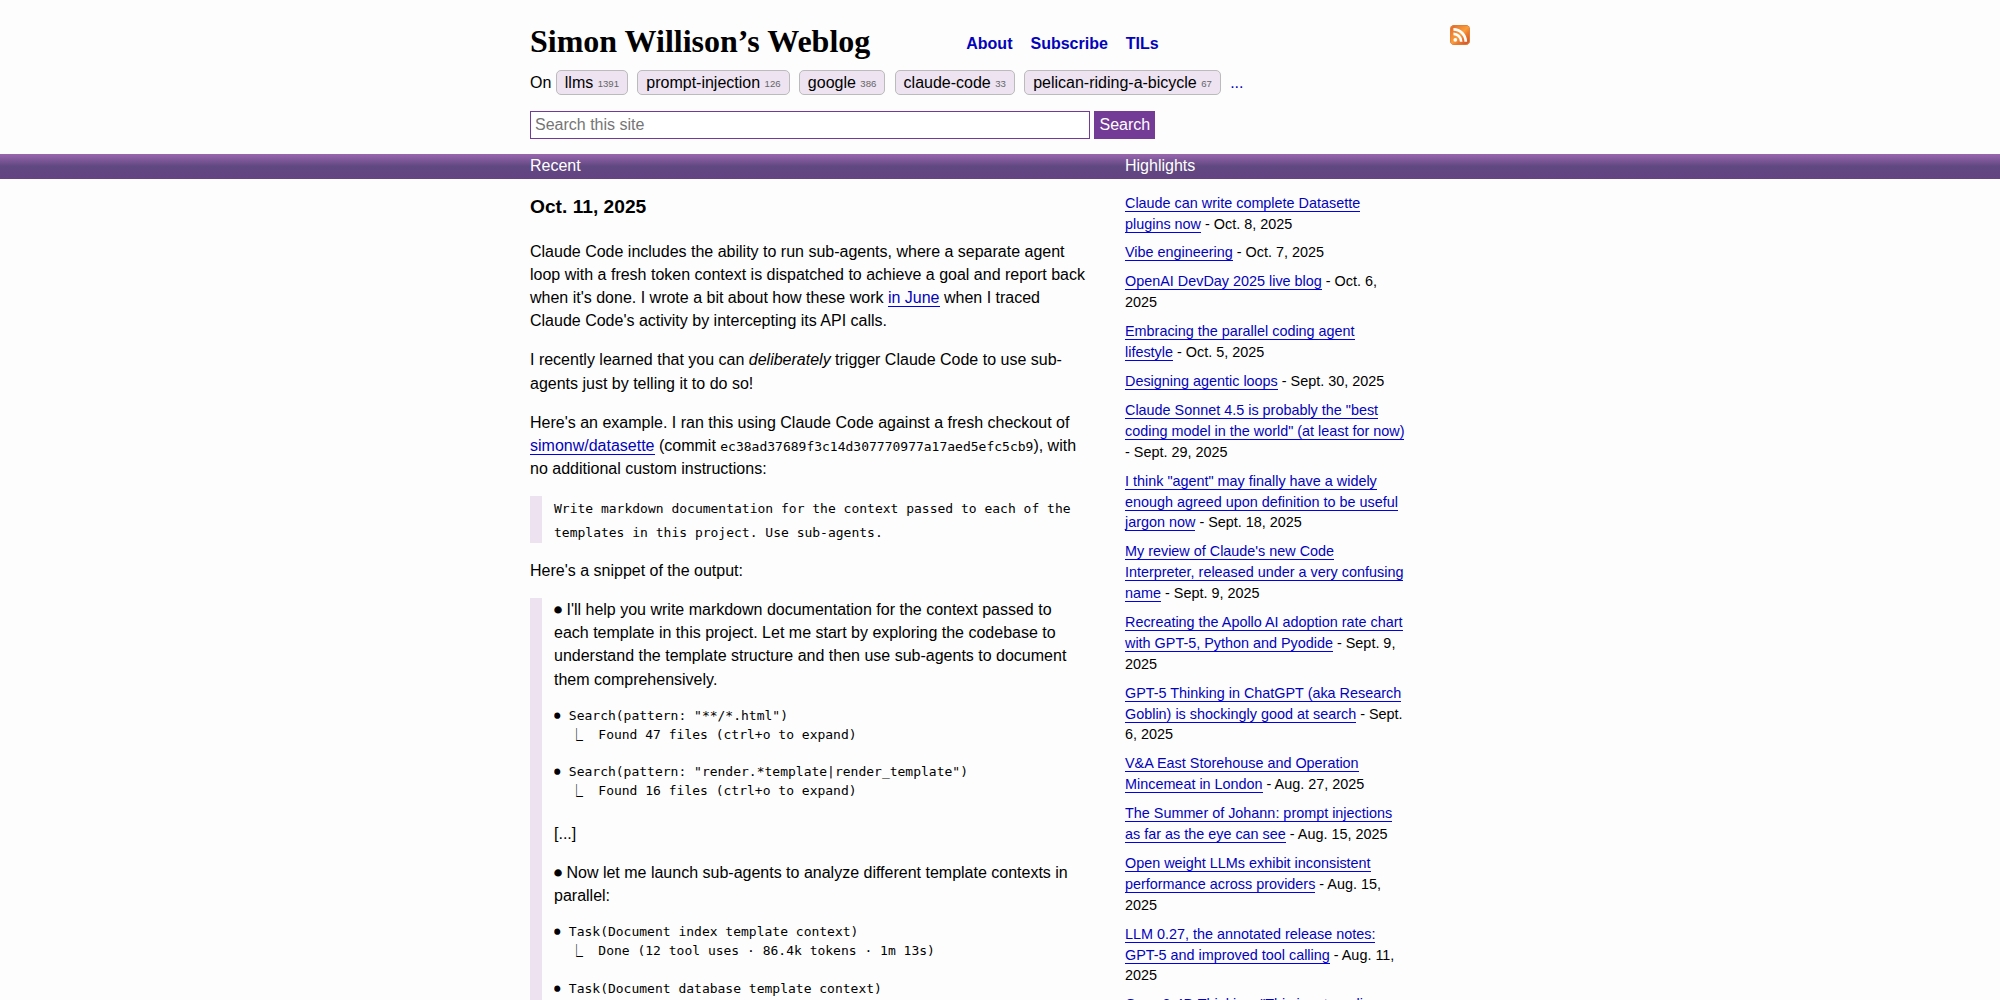 Simon Willison’s Weblog
About Subscribe TILs
On llms 1391 prompt-injection 126 google 386 claude-code 33 pelican-riding-a-bicycle 67 ...
Search this site Search
Recent
Oct. 11, 2025
Claude Code includes the ability to run sub-agents, where a separate agent
loop with a fresh token context is dispatched to achieve a goal and report back
when it's done. I wrote a bit about how these work in June when I traced
Claude Code's activity by intercepting its API calls.
I recently learned that you can deliberately trigger Claude Code to use sub-
agents just by telling it to do so!
Here's an example. I ran this using Claude Code against a fresh checkout of
simonw/datasette (commit ec38ad37689f3c14d307770977a17aed5efc5cb9), with
no additional custom instructions:
Write markdown documentation for the context passed to each of the
templates in this project. Use sub-agents.
Here's a snippet of the output:
● I'll help you write markdown documentation for the context passed to
each template in this project. Let me start by exploring the codebase to
understand the template structure and then use sub-agents to document
them comprehensively.
● Search(pattern: "**/*.html")
⎿  Found 47 files (ctrl+o to expand)
● Search(pattern: "render.*template|render_template")
⎿  Found 16 files (ctrl+o to expand)
[...]
● Now let me launch sub-agents to analyze different template contexts in
parallel:
● Task(Document index template context)
⎿  Done (12 tool uses · 86.4k tokens · 1m 13s)
● Task(Document database template context)
Highlights
Claude can write complete Datasette
plugins now - Oct. 8, 2025
Vibe engineering - Oct. 7, 2025
OpenAI DevDay 2025 live blog - Oct. 6,
2025
Embracing the parallel coding agent
lifestyle - Oct. 5, 2025
Designing agentic loops - Sept. 30, 2025
Claude Sonnet 4.5 is probably the "best
coding model in the world" (at least for now)
- Sept. 29, 2025
I think "agent" may finally have a widely
enough agreed upon definition to be useful
jargon now - Sept. 18, 2025
My review of Claude's new Code
Interpreter, released under a very confusing
name - Sept. 9, 2025
Recreating the Apollo AI adoption rate chart
with GPT-5, Python and Pyodide - Sept. 9,
2025
GPT-5 Thinking in ChatGPT (aka Research
Goblin) is shockingly good at search - Sept.
6, 2025
V&A East Storehouse and Operation
Mincemeat in London - Aug. 27, 2025
The Summer of Johann: prompt injections
as far as the eye can see - Aug. 15, 2025
Open weight LLMs exhibit inconsistent
performance across providers - Aug. 15,
2025
LLM 0.27, the annotated release notes:
GPT-5 and improved tool calling - Aug. 11,
2025